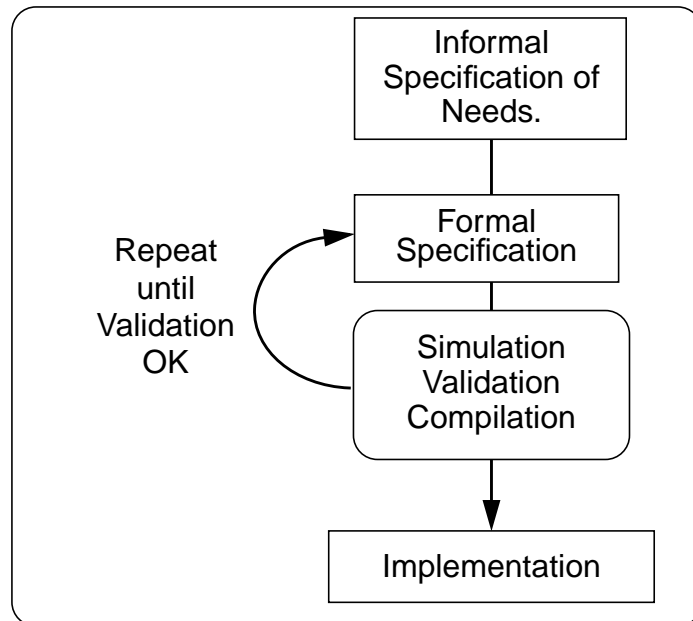 Informal
Specification of
Needs.
Formal
Specification
Repeat
until
Validation
OK
Simulation
Validation
Compilation
Implementation